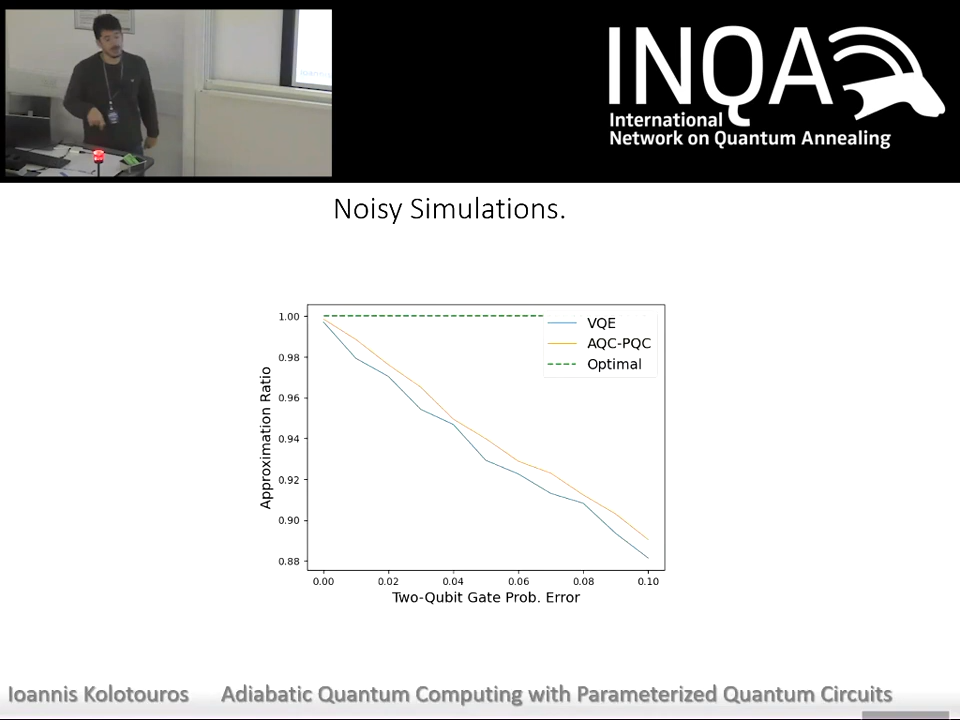 INQA
International
Network on Quantum Annealing
Noisy Simulations.
1.00
0.98
0.96
0.94
0.92
0.90
0.88
Approximation Ratio
VQE
AQC-PQC
Optimal
0.00 0.02 0.04 0.06 0.08 0.10
Two-Qubit Gate Prob. Error
Ioannis Kolotouros Adiabatic Quantum Computing with Parameterized Quantum Circuits